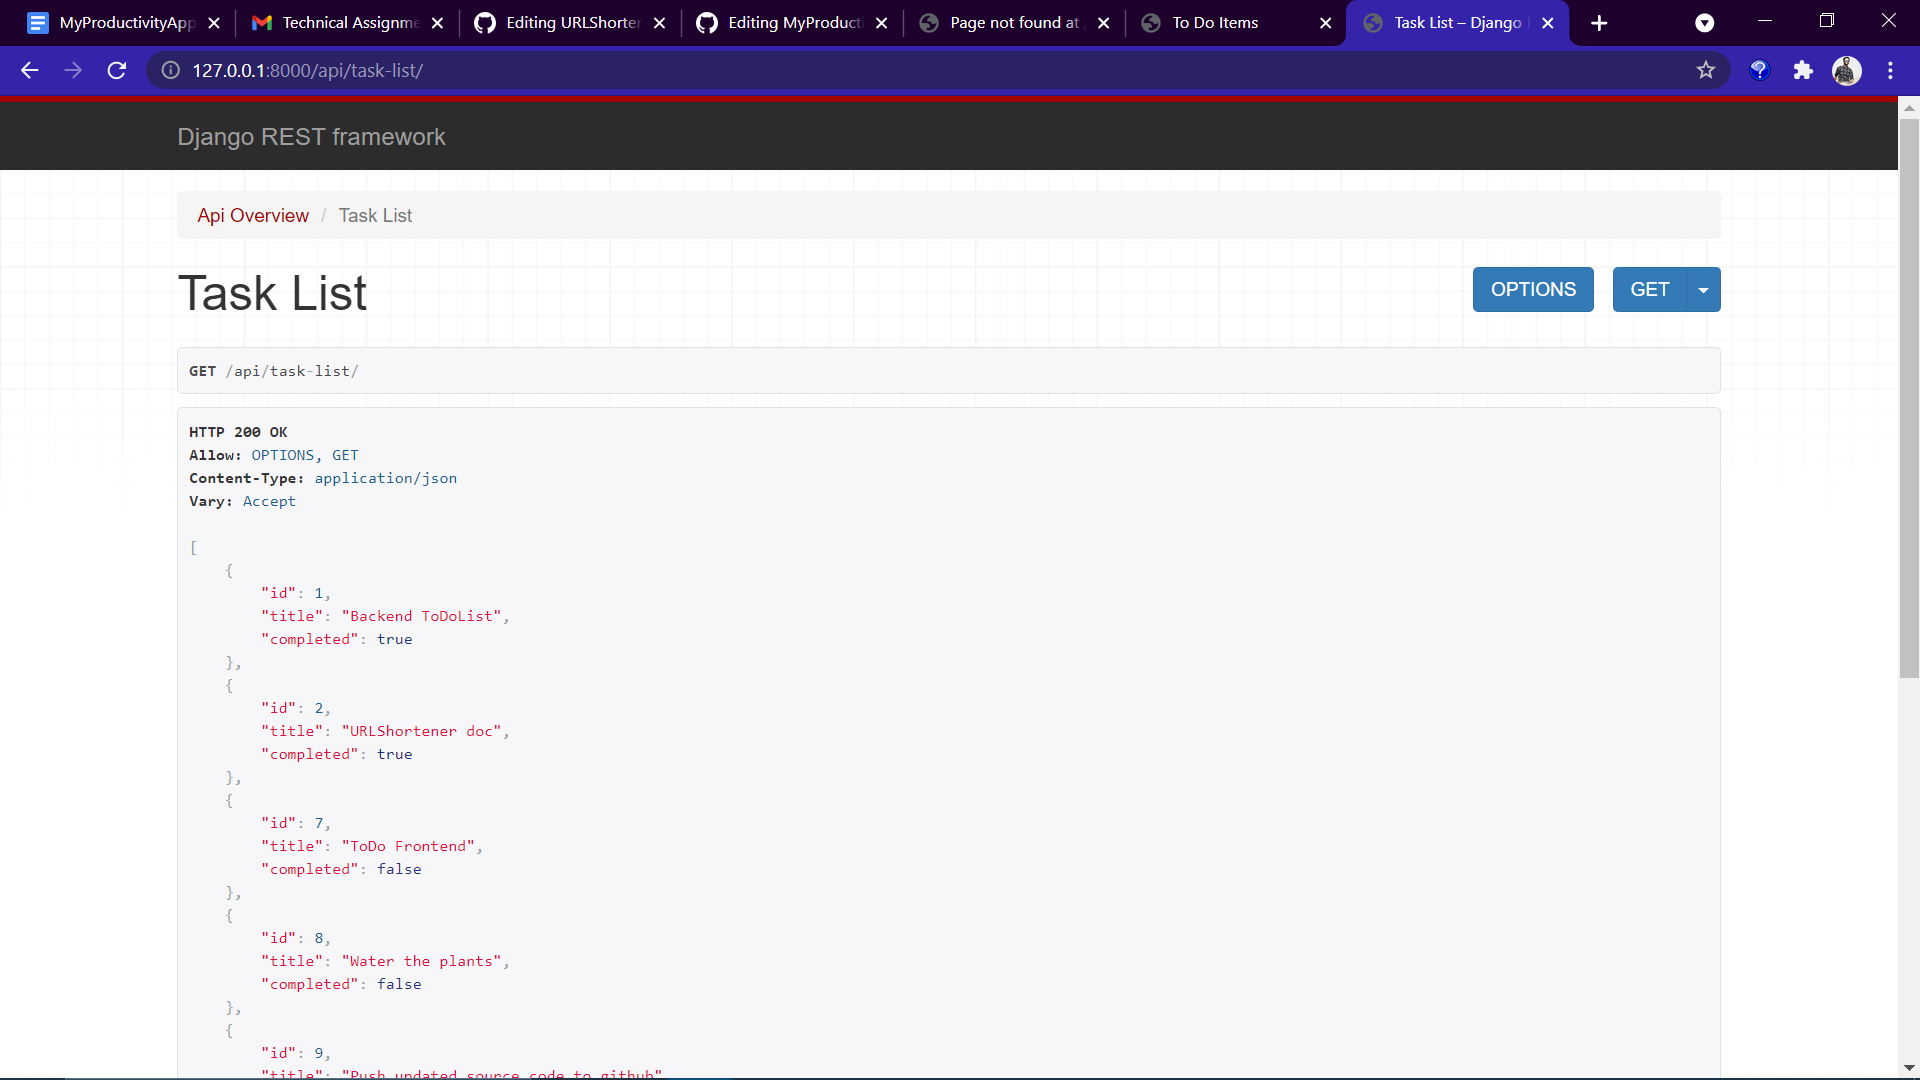 MyProductivityApp
Technical Assignme
Editing URLShorter
Editing MyProducti
Page not found at /
To Do Items
Task List – Django
127.0.0.1:8000/api/task-list/
Django REST framework
Api Overview / Task List
Task List
OPTIONS
GET
GET /api/task-list/
HTTP 200 OK
Allow: OPTIONS, GET
Content-Type: application/json
Vary: Accept
[
{
"id": 1,
"title": "Backend ToDoList",
"completed": true
},
{
"id": 2,
"title": "URLShortener doc",
"completed": true
},
{
"id": 7,
"title": "ToDo Frontend",
"completed": false
},
{
"id": 8,
"title": "Water the plants",
"completed": false
},
{
"id": 9,
"title": "Push updated source code to github"